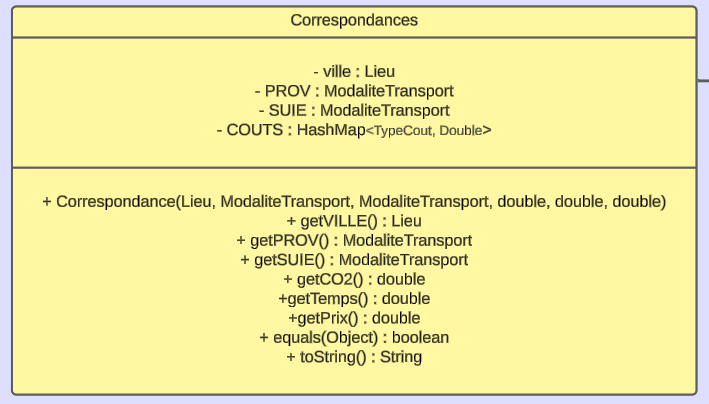 Correspondances
- ville : Lieu
- PROV : ModaliteTransport
- SUIE : ModaliteTransport
- COUTS : HashMap<TypeCout, Double>
+ Correspondance(Lieu, ModaliteTransport, ModaliteTransport, double, double, double)
+ getVILLE() : Lieu
+ getPROV() : ModaliteTransport
+ getSUIE() : ModaliteTransport
+ getCO2() : double
+getTemps() : double
+getPrix() : double
+ equals(Object) : boolean
+ toString() : String